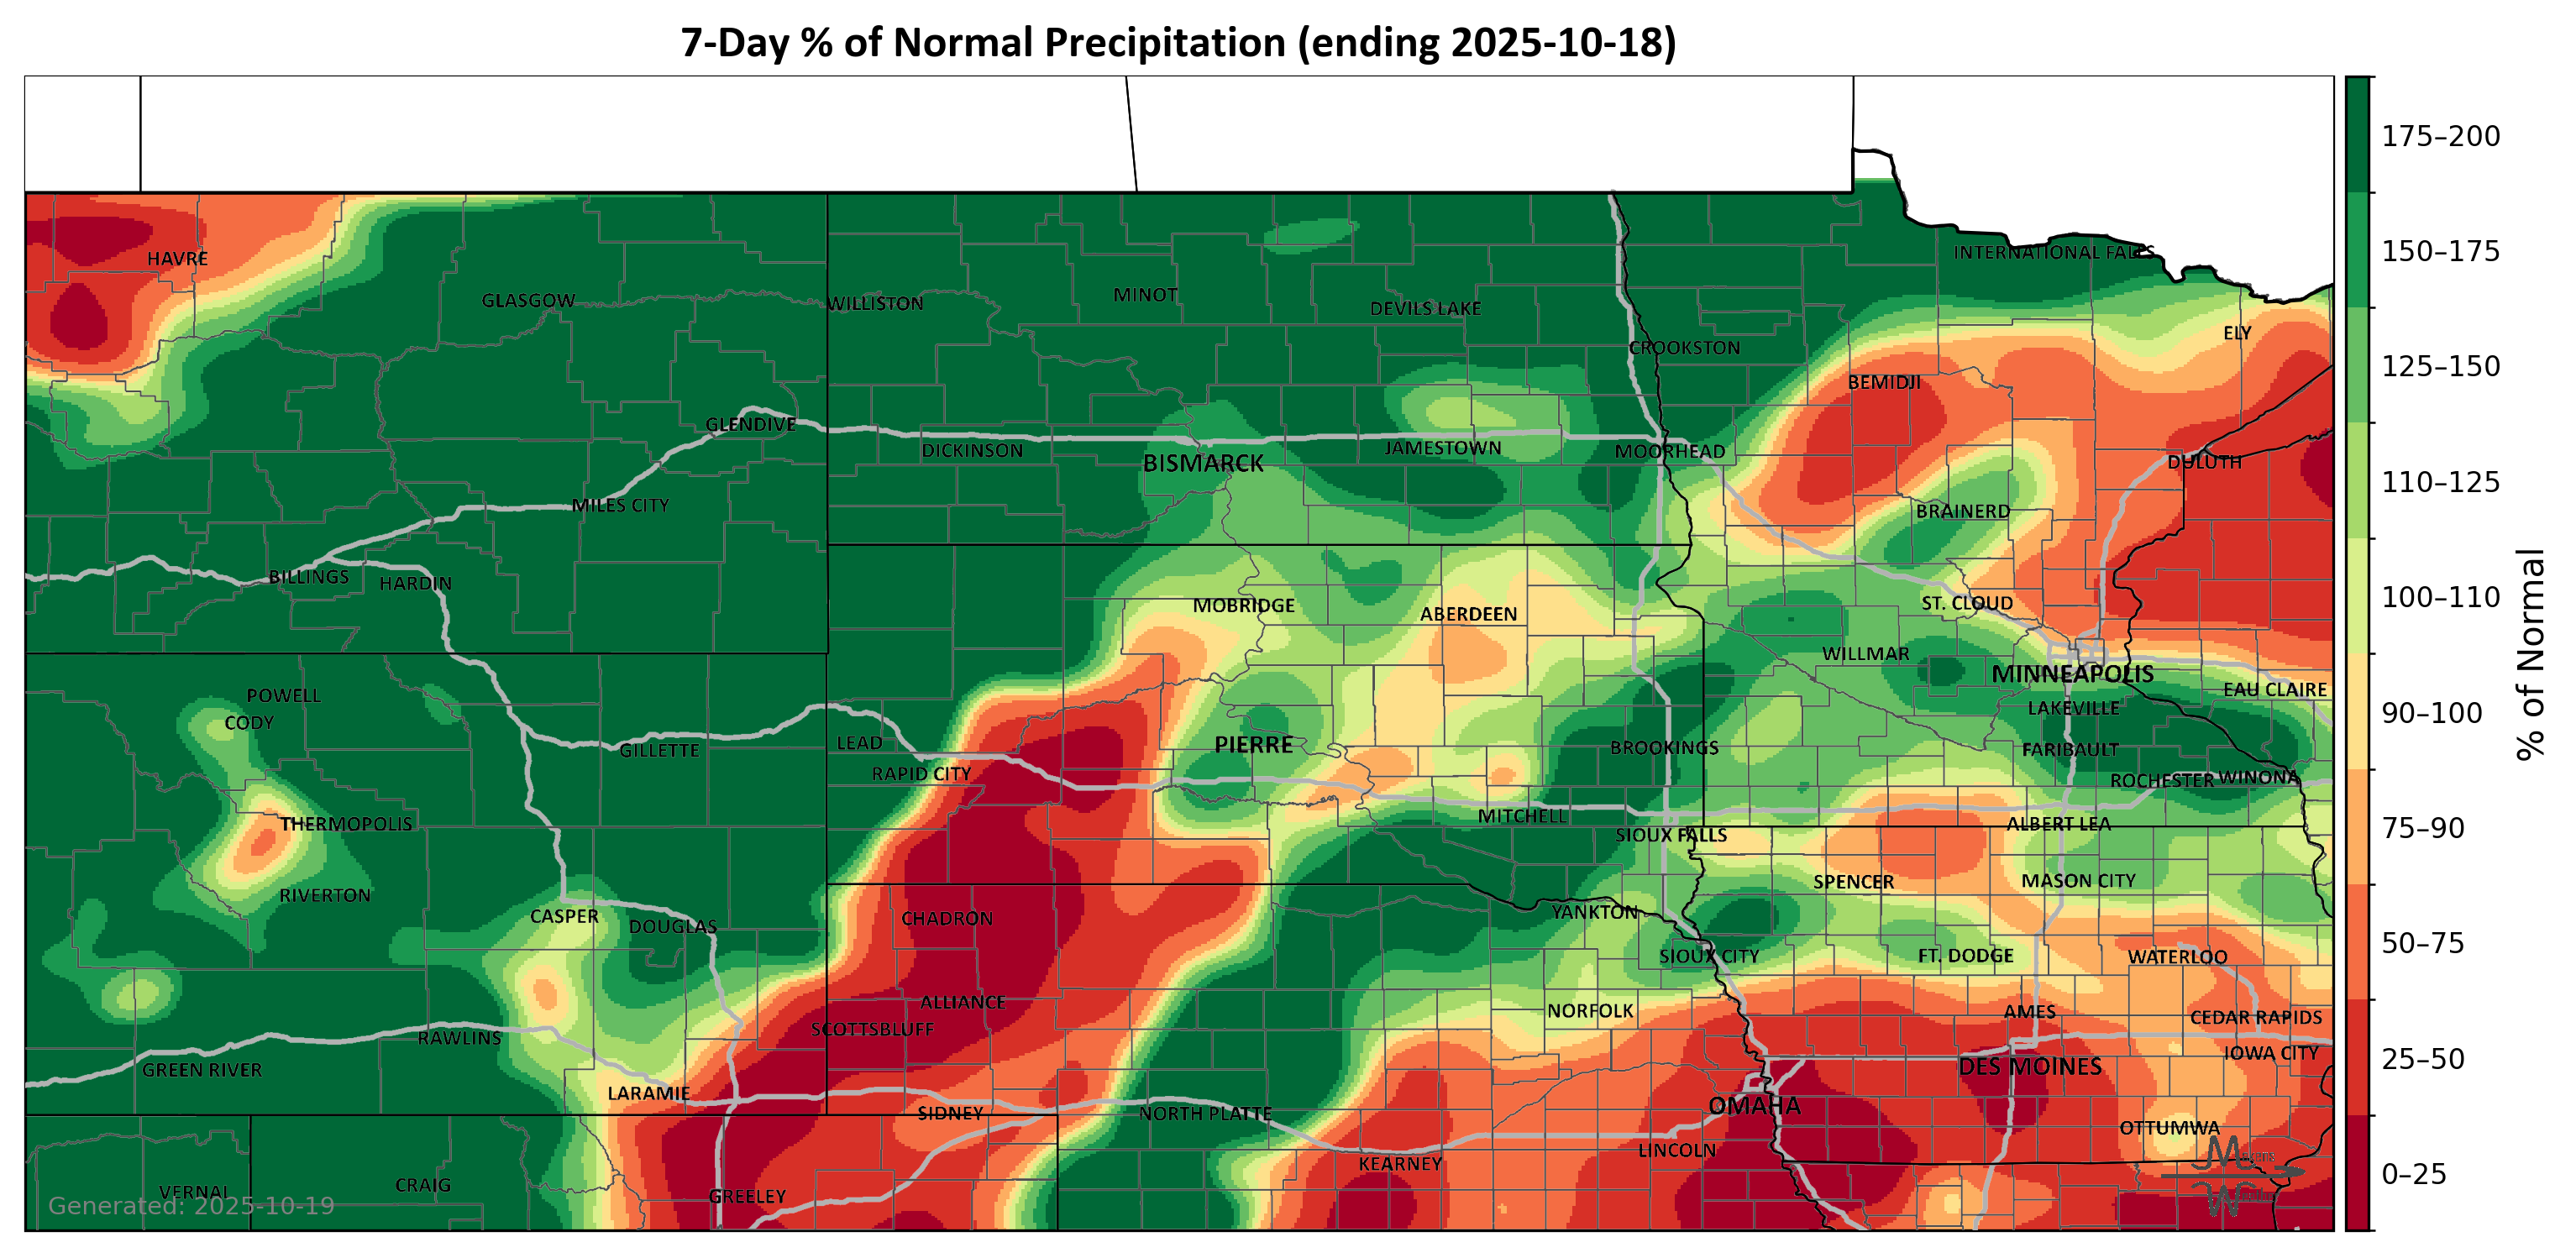 7-Day % of Normal Precipitation (ending 2025-10-18)
175–200
INTERNATIONAL FALLS
150–175
HAVRE
GLASGOW
WILLISTON
MINOT
DEVILS LAKE
ELY
CROOKSTON
125–150
BEMIDJI
GLENDIVE
DICKINSON
BISMARCK
JAMESTOWN
MOORHEAD
DULUTH
110–125
MILES CITY
BRAINERD
BILLINGS
HARDIN
100–110
MOBRIDGE
ABERDEEN
ST. CLOUD
WILLMAR
MINNEAPOLIS
% of Normal
POWELL
EAU CLAIRE
CODY
LAKEVILLE
90–100
GILLETTE
LEAD
PIERRE
BROOKINGS
FARIBAULT
RAPID CITY
ROCHESTER
WINONA
THERMOPOLIS
MITCHELL
ALBERT LEA
75–90
SIOUX FALLS
RIVERTON
SPENCER
MASON CITY
CASPER
DOUGLAS
CHADRON
YANKTON
50–75
SIOUX CITY
FT. DODGE
WATERLOO
ALLIANCE
NORFOLK
AMES
SCOTTSBLUFF
CEDAR RAPIDS
RAWLINS
GREEN RIVER
DES MOINES
IOWA CITY
25–50
LARAMIE
SIDNEY
NORTH PLATTE
OMAHA
OTTUMWA
KEARNEY
LINCOLN
0–25
VERNAL
CRAIG
GREELEY
Generated: 2025-10-19